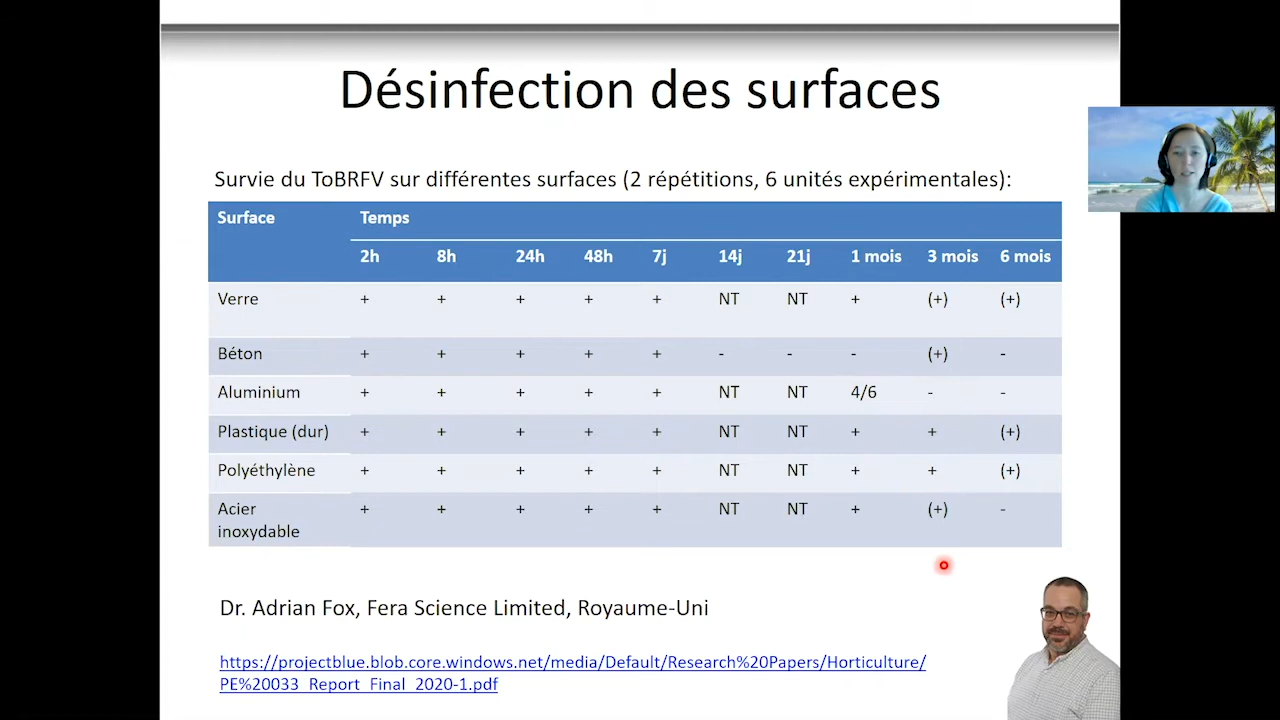 Désinfection des surfaces
Survie du ToBRFV sur différentes surfaces (2 répétitions, 6 unités expérimentales):
Surface Temps
2h 8h 24h 48h 7j 14j 21j 1 mois 3 mois 6 mois
Verre + + + + + NT NT + (+) (+)
Béton + + + + + - - - (+) -
Aluminium + + + + + NT NT 4/6 - -
Plastique (dur) + + + + + NT NT + + (+)
Polyéthylène + + + + + NT NT + + (+)
Acier + + + + + NT NT + (+) -
inoxydable
Dr. Adrian Fox, Fera Science Limited, Royaume-Uni
https://projectblue.blob.core.windows.net/media/Default/Research%20Papers/Horticulture/
PE%20033_Report_Final_2020-1.pdf